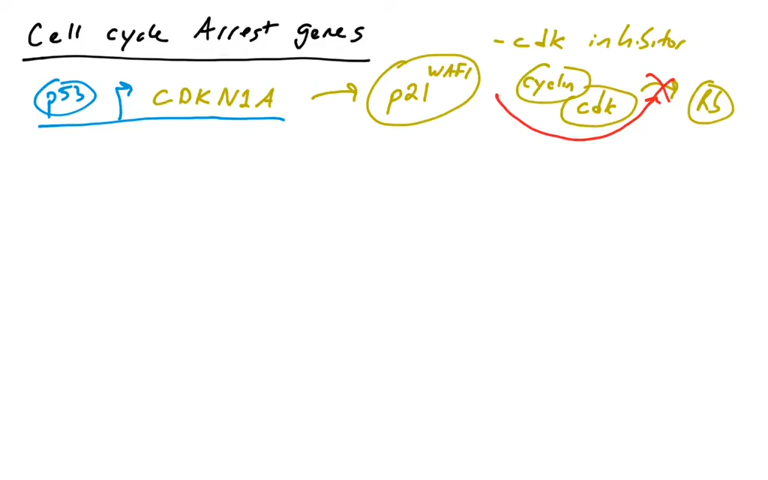 Cell cycle Arrest genes
- cdk inhibitor
p53 CDKN1A p21 WAF1 cyclin cdk Rb